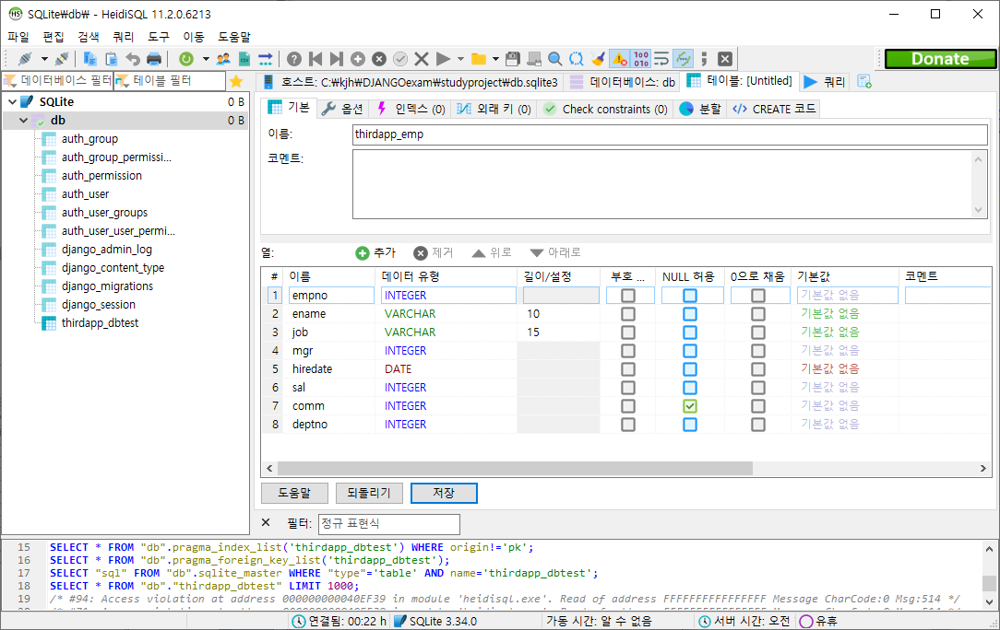 SQLite￦db￦ - HeidiSQL 11.2.0.6213
파일 편집 검색 쿼리 도구 이동 도움말
Donate
데이터베이스 필터 테이블 필터
호스트: C:￦kjh￦DJANGOexam￦studyproject￦db.sqlite3 데이터베이스: db 테이블: [Untitled] 쿼리
SQLite 0 B
db 0 B
auth_group
auth_group_permissi...
auth_permission
auth_user
auth_user_groups
auth_user_user_permi...
django_admin_log
django_content_type
django_migrations
django_session
thirdapp_dbtest
기본 옵션 인덱스 (0) 외래 키 (0) Check constraints (0) 분할 CREATE 코드
이름: thirdapp_emp
코멘트:
열: 추가 제거 위로 아래로
# 이름 데이터 유형 길이/설정 부호 ... NULL 허용 0으로 채움 기본값 코멘트
1 empno INTEGER 기본값 없음
2 ename VARCHAR 10 기본값 없음
3 job VARCHAR 15 기본값 없음
4 mgr INTEGER 기본값 없음
5 hiredate DATE 기본값 없음
6 sal INTEGER 기본값 없음
7 comm INTEGER 기본값 없음
8 deptno INTEGER 기본값 없음
도움말 되돌리기 저장
필터: 정규 표현식
15 SELECT * FROM "db".pragma_index_list('thirdapp_dbtest') WHERE origin!='pk';
16 SELECT * FROM "db".pragma_foreign_key_list('thirdapp_dbtest');
17 SELECT "sql" FROM "db".sqlite_master WHERE "type"='table' AND name='thirdapp_dbtest';
18 SELECT * FROM "db"."thirdapp_dbtest" LIMIT 1000;
19 /* #94: Access violation at address 000000000040EF39 in module 'heidisql.exe'. Read of address FFFFFFFFFFFFFFFF Message CharCode:0 Msg:514 */
연결됨: 00:22 h SQLite 3.34.0 가동 시간: 알 수 없음 서버 시간: 오전 유휴